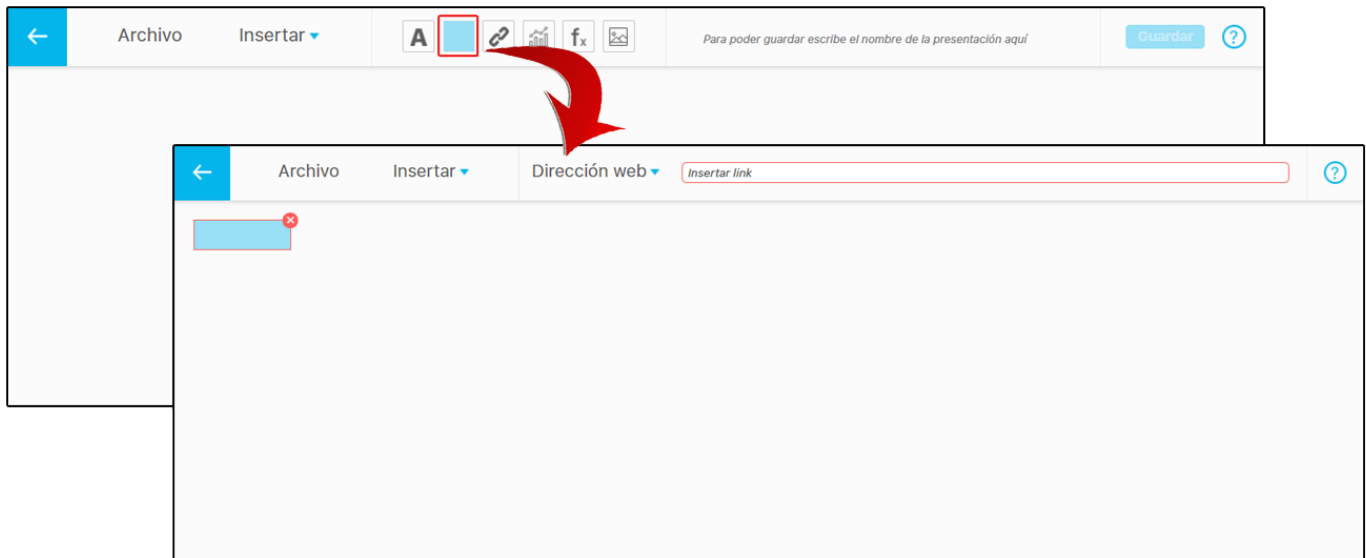 Archivo
Insertar
A
fx
Para poder guardar escribe el nombre de la presentación aquí
Guardar
?
Archivo
Insertar
Dirección web
Insertar link
?